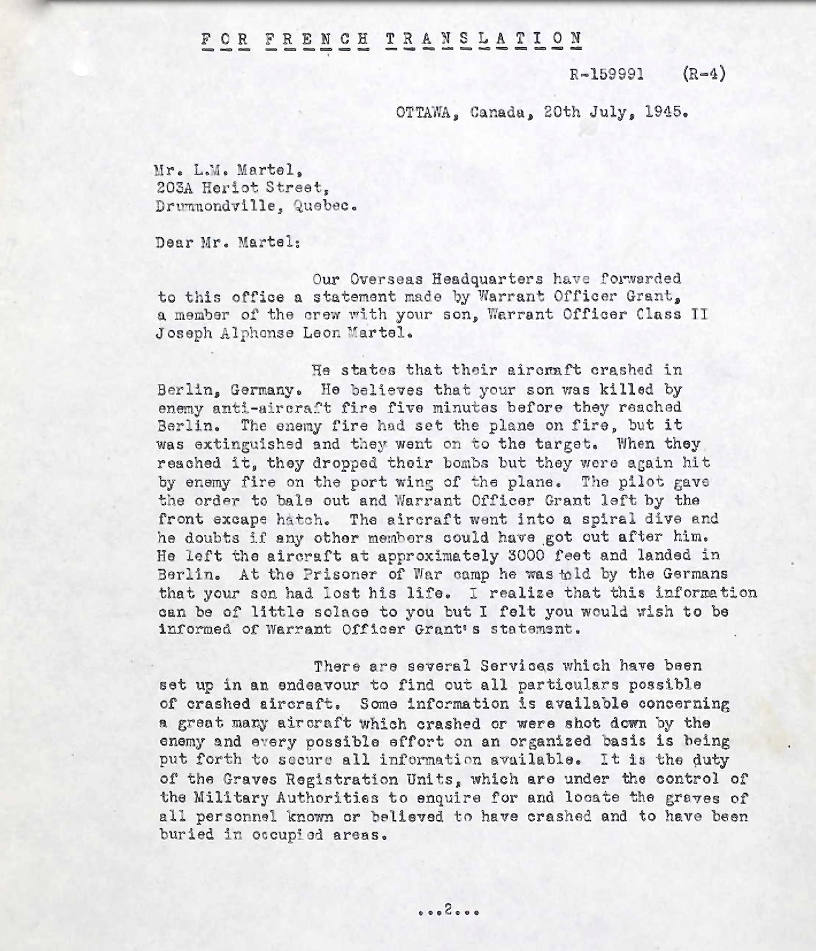 FOR FRENCH TRANSLATION
R-159991 (R-4)
OTTAWA, Canada, 20th July, 1945.
Mr. L.M. Martel,
203A Heriot Street,
Drummondville, Quebec.
Dear Mr. Martel:
Our Overseas Headquarters have forwarded
to this office a statement made by Warrant Officer Grant,
a member of the crew with your son, Warrant Officer Class II
Joseph Alphonse Leon Martel.
He states that their aircraft crashed in
Berlin, Germany. He believes that your son was killed by
enemy anti-aircraft fire five minutes before they reached
Berlin. The enemy fire had set the plane on fire, but it
was extinguished and they went on to the target. When they
reached it, they dropped their bombs but they were again hit
by enemy fire on the port wing of the plane. The pilot gave
the order to bale out and Warrant Officer Grant left by the
front excape hatch. The aircraft went into a spiral dive and
he doubts if any other members could have got out after him.
He left the aircraft at approximately 3000 feet and landed in
Berlin. At the Prisoner of War camp he was told by the Germans
that your son had lost his life. I realize that this information
can be of little solace to you but I felt you would wish to be
informed of Warrant Officer Grant's statement.
There are several Services which have been
set up in an endeavour to find out all particulars possible
of crashed aircraft. Some information is available concerning
a great many aircraft which crashed or were shot down by the
enemy and every possible effort on an organized basis is being
put forth to secure all information available. It is the duty
of the Graves Registration Units, which are under the control of
the Military Authorities to enquire for and locate the graves of
all personnel known or believed to have crashed and to have been
buried in occupied areas.
...2...